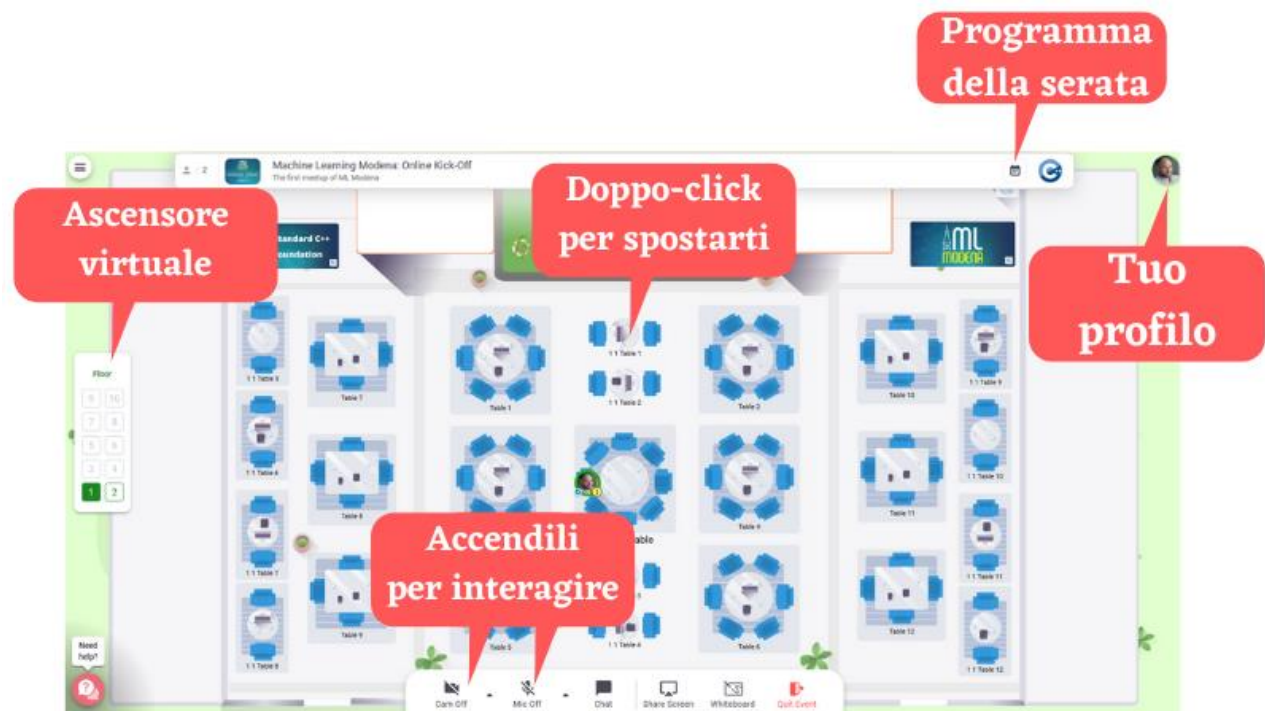 Programma
della serata
2
Machine Learning Modena: Online Kick-Off
The first meetup of ML Modena
Ascensore
virtuale
Doppo-click
per spostarti
Tuo
profilo
Standard C++
Foundation
ML
MODENA
Floor
9 10
7 8
5 6
3 4
1 2
1 1 Table 1
1 1 Table 2
1 1 Table 5
Table 7
Table 1
Table 2
Table 10
1 1 Table 9
1 1 Table 6
Table 8
Table 11
1 1 Table 10
Accendili
per interagire
1 1 Table 7
Table 9
Table 5
1 1 Table 4
Table 6
Table 12
1 1 Table 11
1 1 Table 8
1 1 Table 12
Need
help?
Cam Off
Mic Off
Chat
Share Screen
Whiteboard
Quit Event